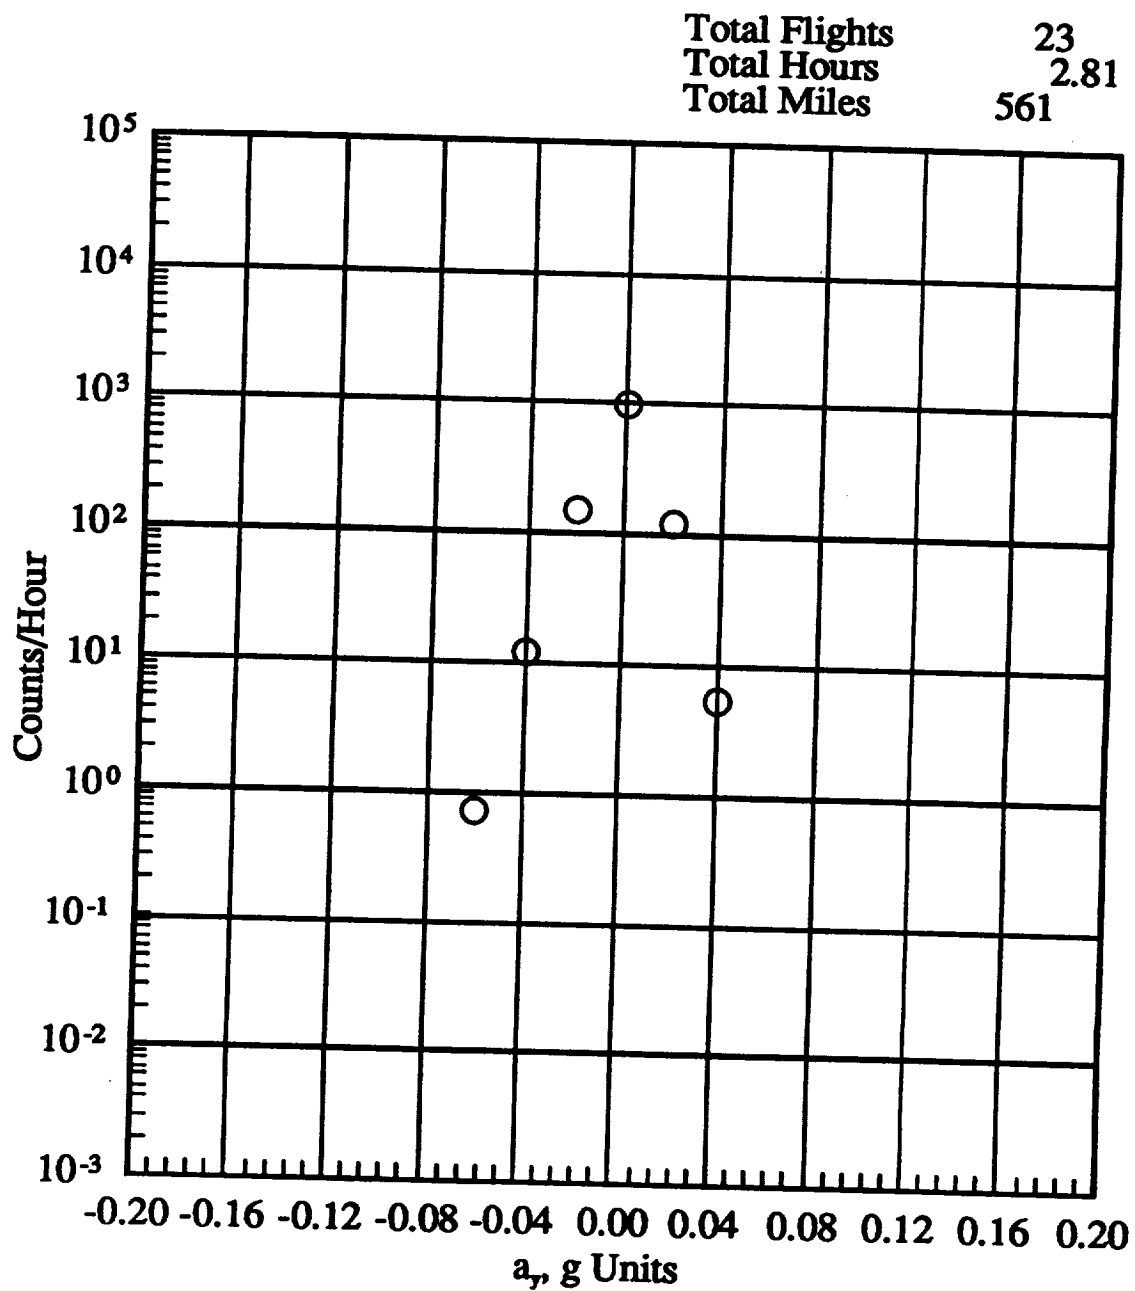 Total Flights 23
Total Hours 2.81
Total Miles 561
10⁵
10⁴
10³
10²
10¹
10⁰
10⁻¹
10⁻²
10⁻³
Counts/Hour
-0.20 -0.16 -0.12 -0.08 -0.04 0.00 0.04 0.08 0.12 0.16 0.20
a_y, g Units